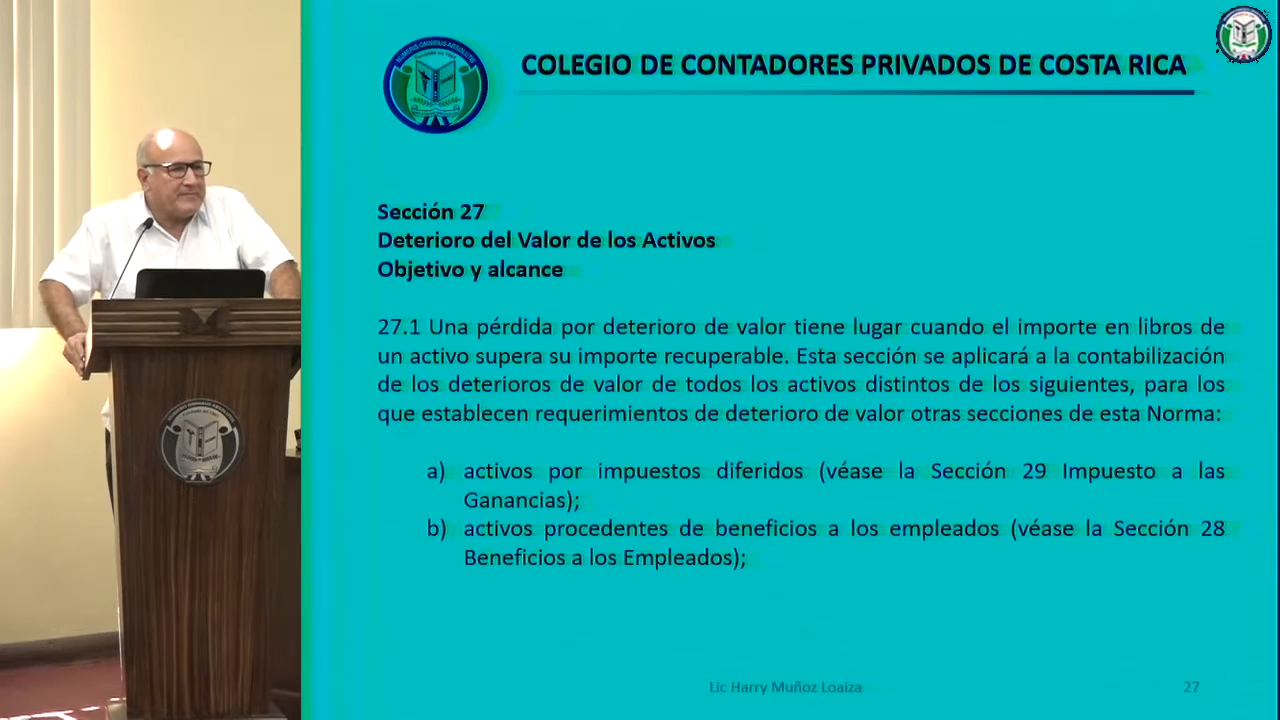 NUMERIS OMNIBUS ABSOLUTIS
COLEGIO DE CONTADORES PRIVADOS DE COSTA RICA
Sección 27
Deterioro del Valor de los Activos
Objetivo y alcance
27.1 Una pérdida por deterioro de valor tiene lugar cuando el importe en libros de
un activo supera su importe recuperable. Esta sección se aplicará a la contabilización
de los deterioros de valor de todos los activos distintos de los siguientes, para los
que establecen requerimientos de deterioro de valor otras secciones de esta Norma:
a) activos por impuestos diferidos (véase la Sección 29 Impuesto a las
Ganancias);
b) activos procedentes de beneficios a los empleados (véase la Sección 28
Beneficios a los Empleados);
Lic Harry Muñoz Loaiza
27